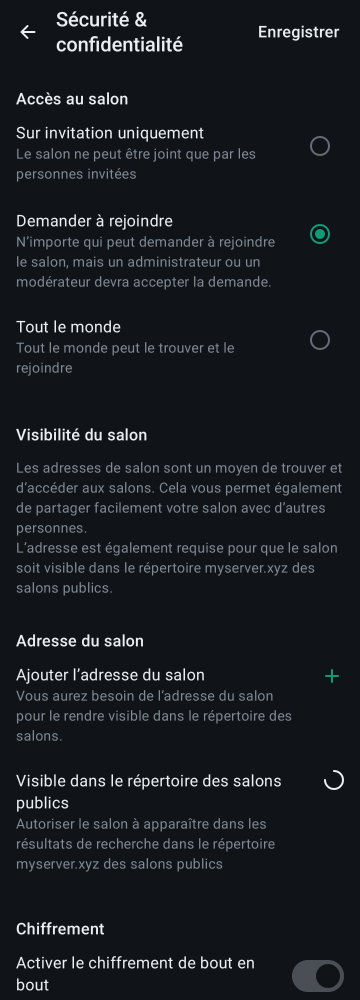 Sécurité &
confidentialité
Enregistrer
Accès au salon
Sur invitation uniquement
Le salon ne peut être joint que par les
personnes invitées
Demander à rejoindre
N’importe qui peut demander à rejoindre
le salon, mais un administrateur ou un
modérateur devra accepter la demande.
Tout le monde
Tout le monde peut le trouver et le
rejoindre
Visibilité du salon
Les adresses de salon sont un moyen de trouver et
d’accéder aux salons. Cela vous permet également
de partager facilement votre salon avec d’autres
personnes.
L’adresse est également requise pour que le salon
soit visible dans le répertoire myserver.xyz des
salons publics.
Adresse du salon
Ajouter l’adresse du salon
Vous aurez besoin de l’adresse du salon
pour le rendre visible dans le répertoire des
salons.
Visible dans le répertoire des salons
publics
Autoriser le salon à apparaître dans les
résultats de recherche dans le répertoire
myserver.xyz des salons publics
Chiffrement
Activer le chiffrement de bout en
bout